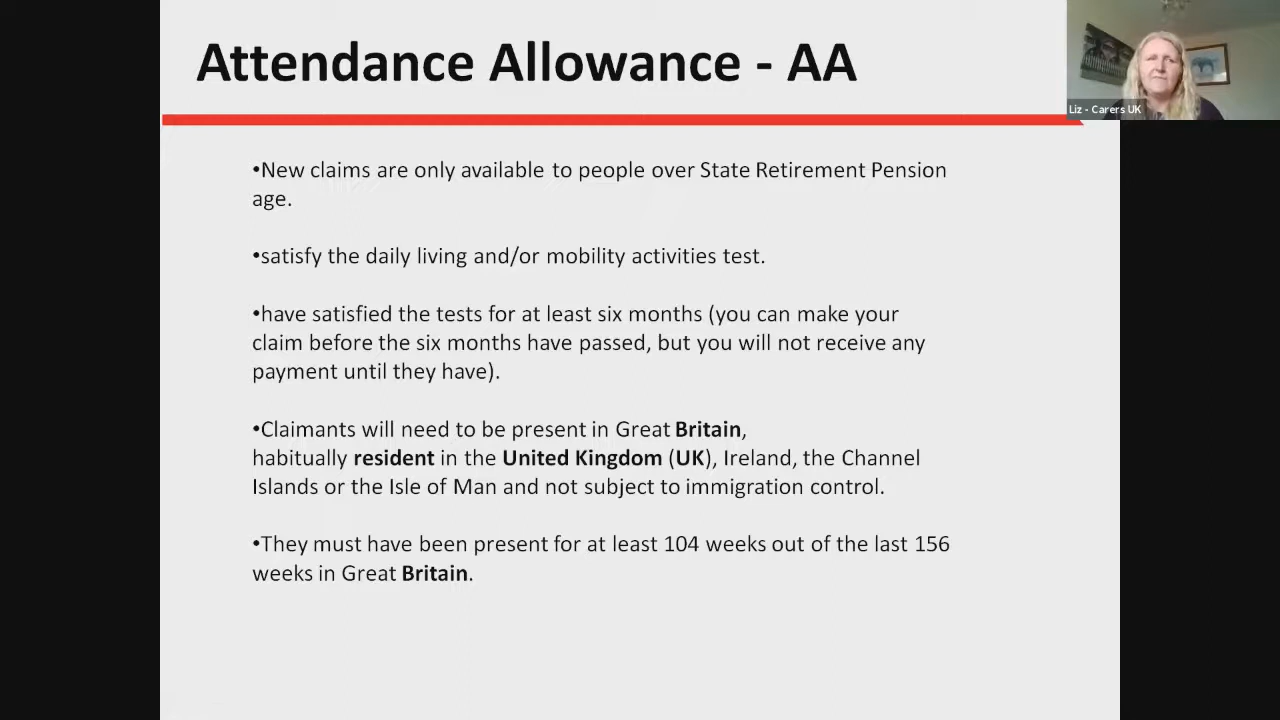 Attendance Allowance - AA
Liz - Carers UK
•New claims are only available to people over State Retirement Pension
age.
•satisfy the daily living and/or mobility activities test.
•have satisfied the tests for at least six months (you can make your
claim before the six months have passed, but you will not receive any
payment until they have).
•Claimants will need to be present in Great Britain,
habitually resident in the United Kingdom (UK), Ireland, the Channel
Islands or the Isle of Man and not subject to immigration control.
•They must have been present for at least 104 weeks out of the last 156
weeks in Great Britain.